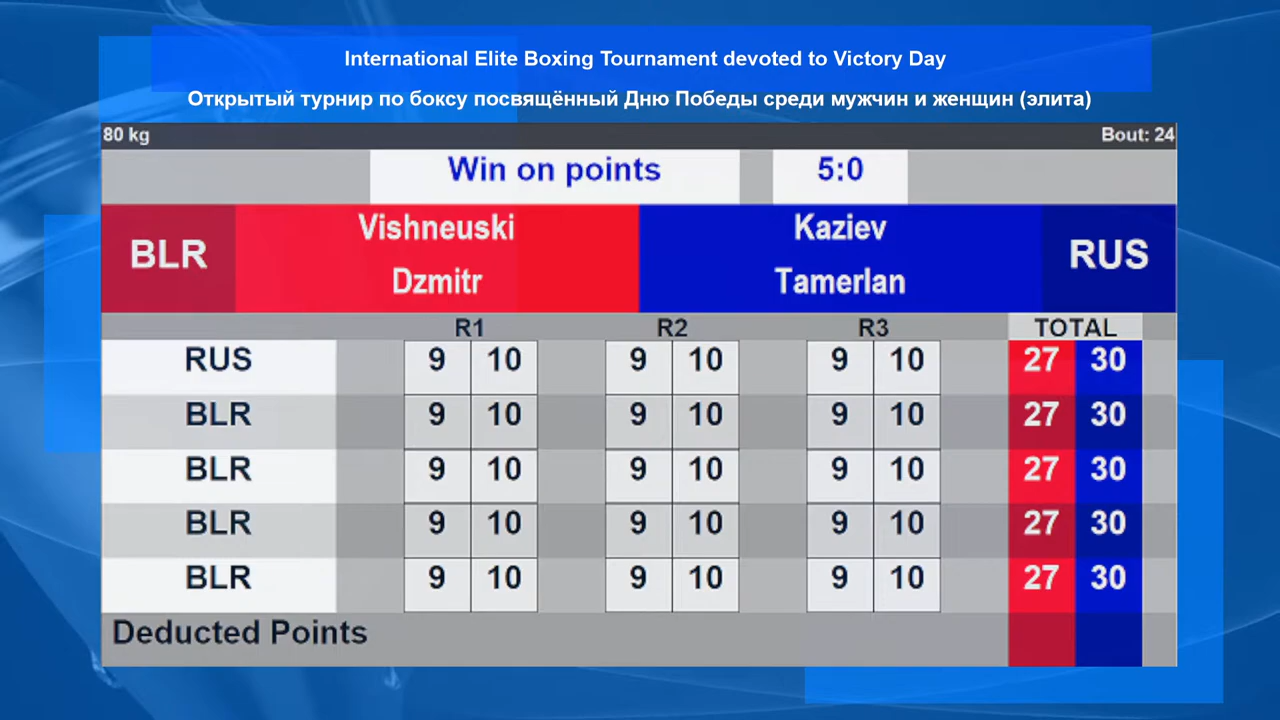 International Elite Boxing Tournament devoted to Victory Day
Открытый турнир по боксу посвящённый Дню Победы среди мужчин и женщин (элита)
80 kg Bout: 24
Win on points 5:0
BLR Vishneuski Dzmitr Kaziev Tamerlan RUS
R1 R2 R3 TOTAL
RUS 9 10 9 10 9 10 27 30
BLR 9 10 9 10 9 10 27 30
BLR 9 10 9 10 9 10 27 30
BLR 9 10 9 10 9 10 27 30
BLR 9 10 9 10 9 10 27 30
Deducted Points